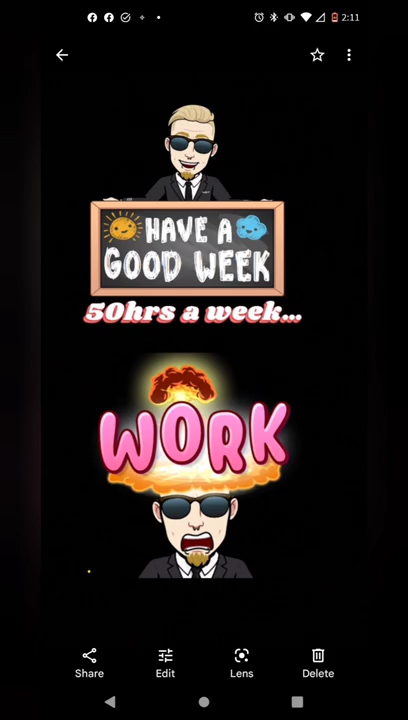 2:11
HAVE A
GOOD WEEK
50hrs a week...
WORK
Share Edit Lens Delete